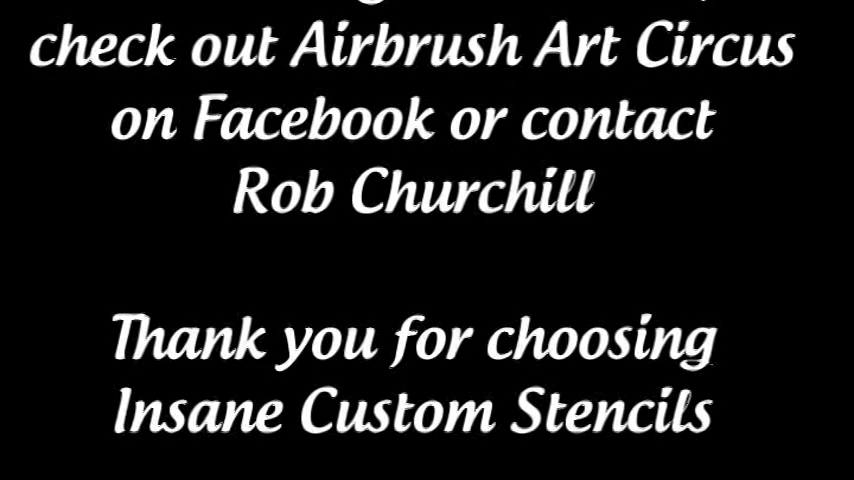 check out Airbrush Art Circus
on Facebook or contact
Rob Churchill
Thank you for choosing
Insane Custom Stencils